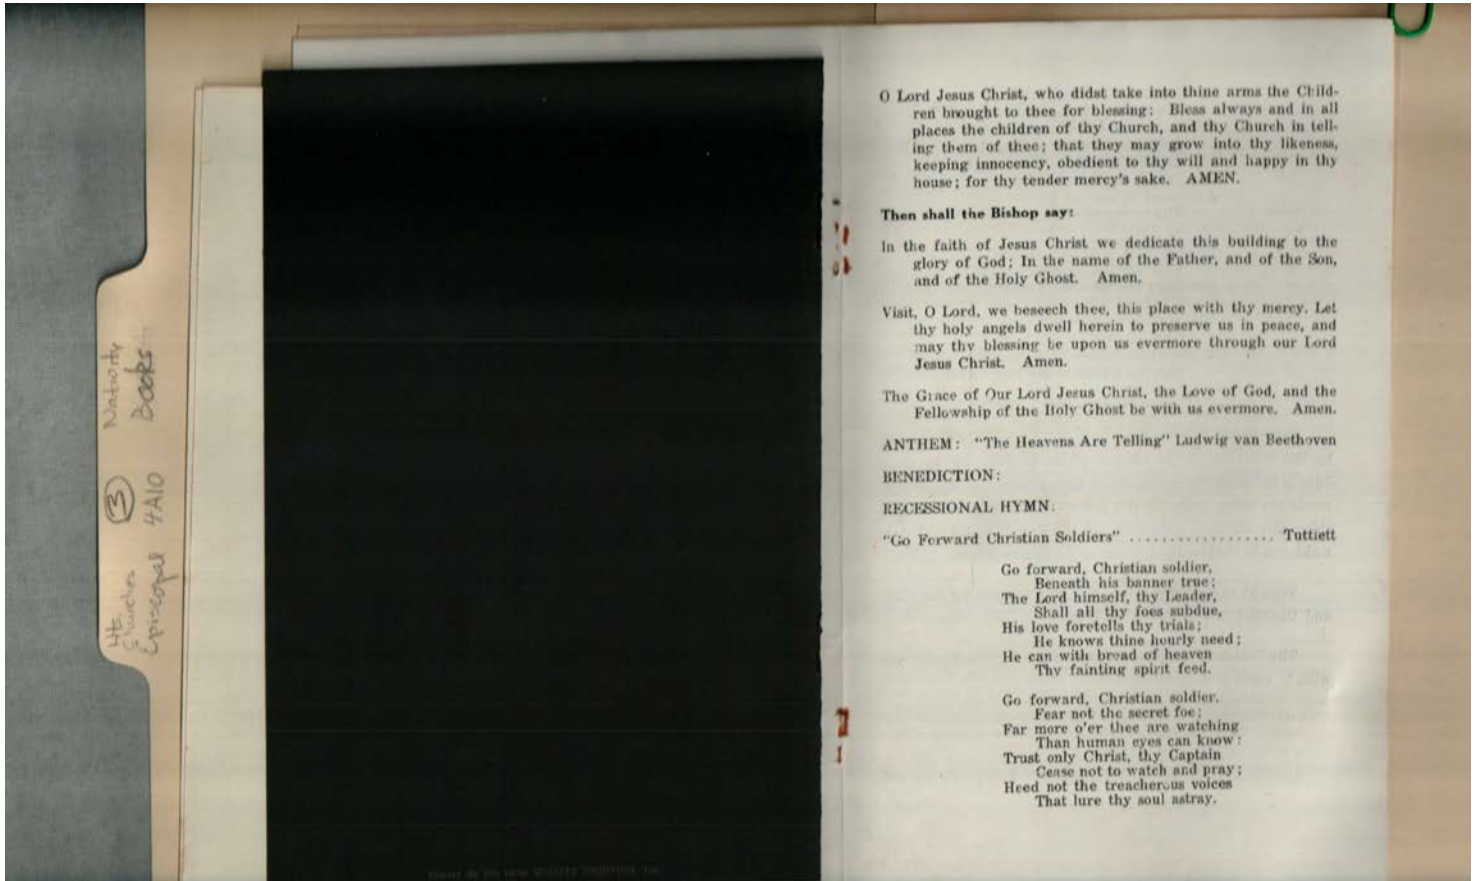 Nativity
Books
3
4A10
Hts.
Churches
Episcopal
O Lord Jesus Christ, who didst take into thine arms the Child-
ren brought to thee for blessing: Bless always and in all
places the children of thy Church, and thy Church in tell-
ing them of thee; that they may grow into thy likeness,
keeping innocency, obedient to thy will and happy in thy
house; for thy tender mercy's sake. AMEN.
Then shall the Bishop say:
In the faith of Jesus Christ we dedicate this building to the
glory of God; In the name of the Father, and of the Son,
and of the Holy Ghost. Amen.
Visit, O Lord, we beseech thee, this place with thy mercy. Let
thy holy angels dwell herein to preserve us in peace, and
may thy blessing be upon us evermore through our Lord
Jesus Christ. Amen.
The Grace of Our Lord Jesus Christ, the Love of God, and the
Fellowship of the Holy Ghost be with us evermore. Amen.
ANTHEM: "The Heavens Are Telling" Ludwig van Beethoven
BENEDICTION:
RECESSIONAL HYMN:
"Go Forward Christian Soldiers" .................. Tuttiett
Go forward, Christian soldier,
Beneath his banner true:
The Lord himself, thy Leader,
Shall all thy foes subdue,
His love foretells thy trials;
He knows thine hourly need;
He can with bread of heaven
Thy fainting spirit feed.
Go forward, Christian soldier,
Fear not the secret foe;
Far more o'er thee are watching
Than human eyes can know:
Trust only Christ, thy Captain
Cease not to watch and pray;
Heed not the treacherous voices
That lure thy soul astray.